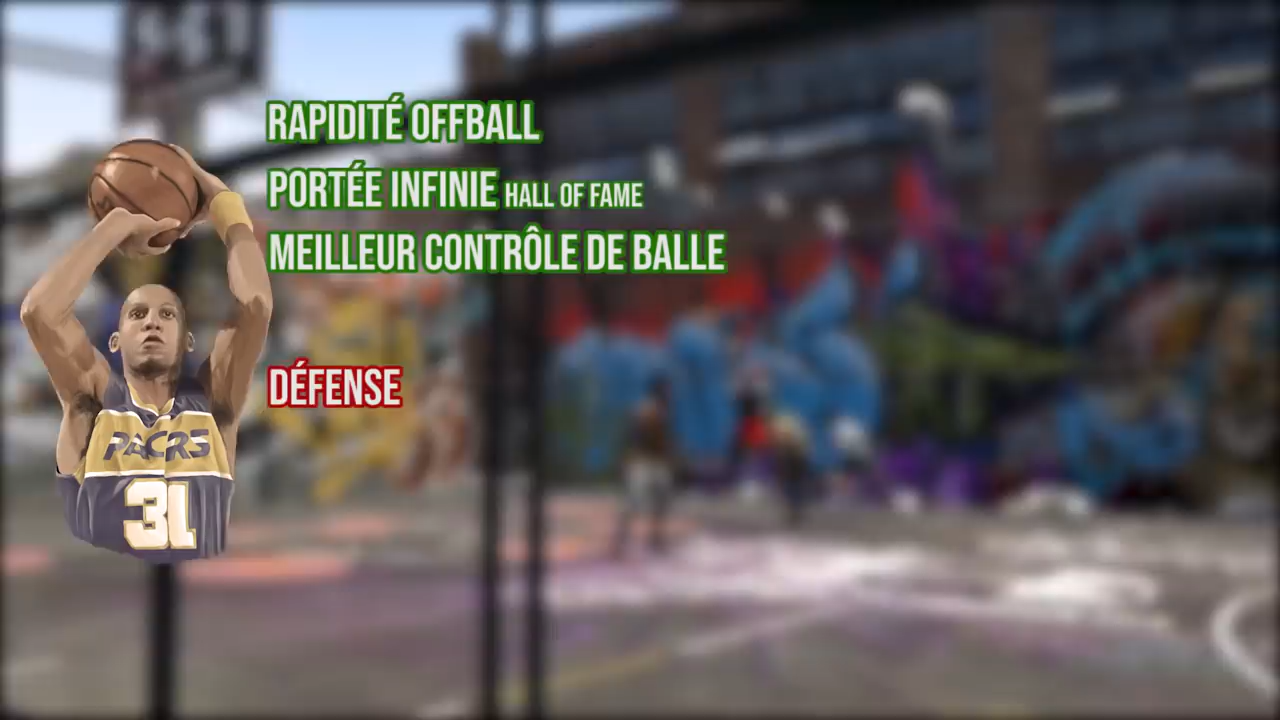 RAPIDITÉ OFFBALL
PORTÉE INFINIE HALL OF FAME
MEILLEUR CONTRÔLE DE BALLE
DÉFENSE
PACRS
31